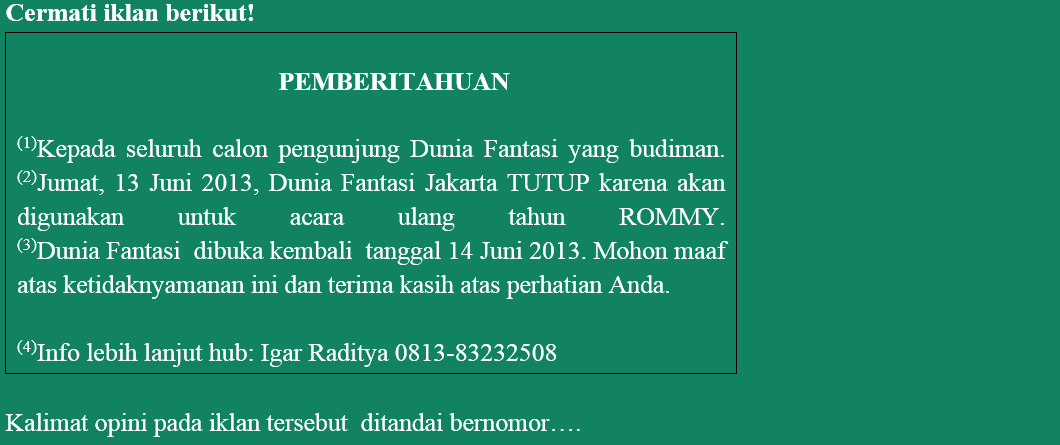 Cermati iklan berikut!
PEMBERITAHUAN
(1)Kepada seluruh calon pengunjung Dunia Fantasi yang budiman.
(2)Jumat, 13 Juni 2013, Dunia Fantasi Jakarta TUTUP karena akan
digunakan untuk acara ulang tahun ROMMY.
(3)Dunia Fantasi dibuka kembali tanggal 14 Juni 2013. Mohon maaf
atas ketidaknyamanan ini dan terima kasih atas perhatian Anda.
(4)Info lebih lanjut hub: Igar Raditya 0813-83232508
Kalimat opini pada iklan tersebut ditandai bernomor….